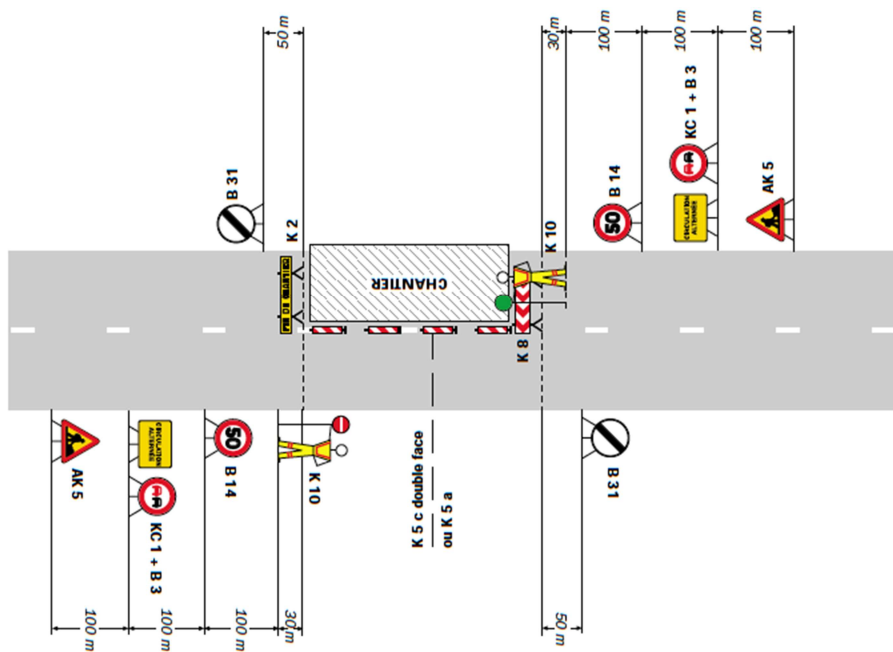 50 m
30 m
100 m
100 m
100 m
KC 1 + B 3
B 31
B 14
AK 5
50
CIRCULATION
ALTERNEE
K 2
K 10
FIN DE CHANTIER
CHANTIER
K 8
K 5 c double face
ou K 5 a
CIRCULATION
ALTERNEE
50
AK 5
B 14
K 10
B 31
KC 1 + B 3
100 m
100 m
100 m
30 m
50 m